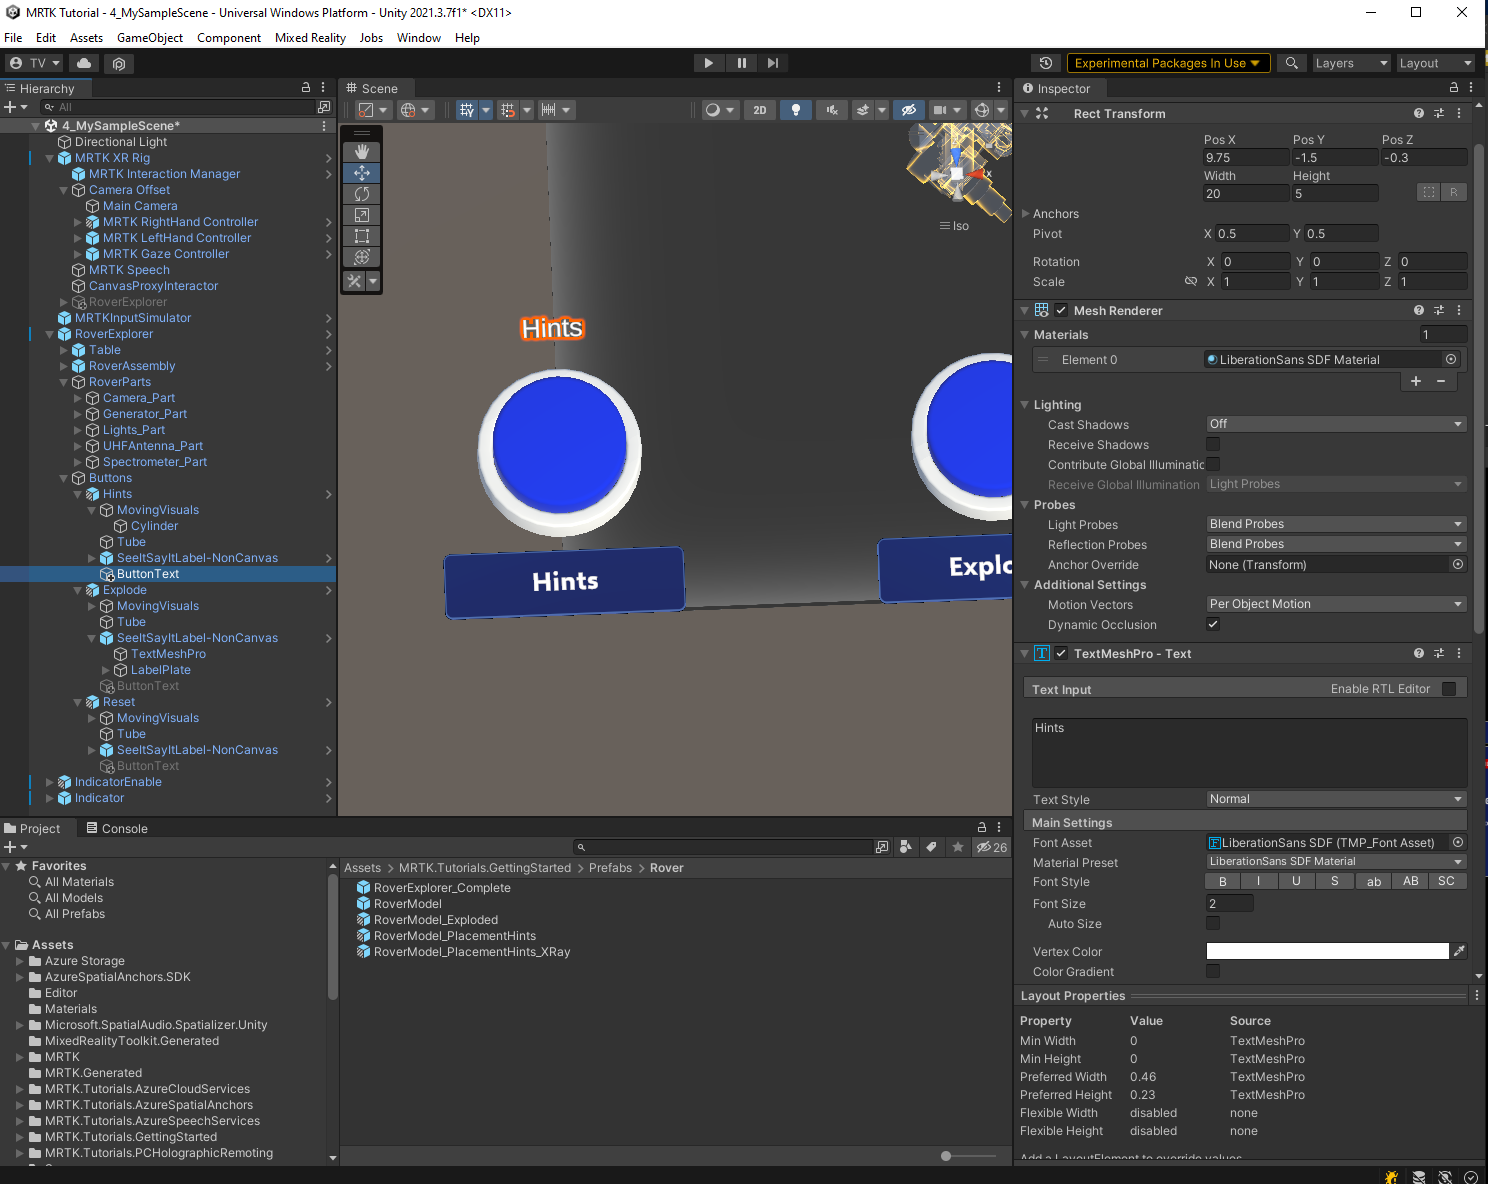 MRTK Tutorial - 4_MySampleScene - Universal Windows Platform - Unity 2021.3.7f1* <DX11>
File Edit Assets GameObject Component Mixed Reality Jobs Window Help
TV
Experimental Packages In Use
Layers
Layout
Hierarchy
All
4_MySampleScene*
Directional Light
MRTK XR Rig
MRTK Interaction Manager
Camera Offset
Main Camera
MRTK RightHand Controller
MRTK LeftHand Controller
MRTK Gaze Controller
MRTK Speech
CanvasProxyInteractor
RoverExplorer
MRTKInputSimulator
RoverExplorer
Table
RoverAssembly
RoverParts
Camera_Part
Generator_Part
Lights_Part
UHFAntenna_Part
Spectrometer_Part
Buttons
Hints
MovingVisuals
Cylinder
Tube
SeeItSayItLabel-NonCanvas
ButtonText
Explode
MovingVisuals
Tube
SeeItSayItLabel-NonCanvas
TextMeshPro
LabelPlate
ButtonText
Reset
MovingVisuals
Tube
SeeItSayItLabel-NonCanvas
ButtonText
IndicatorEnable
Indicator
Scene
2D
x
Iso
Hints
Hints
Explo
Inspector
Rect Transform
Pos X Pos Y Pos Z
9.75 -1.5 -0.3
Width Height
20 5
R
Anchors
Pivot X 0.5 Y 0.5
Rotation X 0 Y 0 Z 0
Scale X 1 Y 1 Z 1
Mesh Renderer
Materials 1
Element 0 LiberationSans SDF Material
+ −
Lighting
Cast Shadows Off
Receive Shadows
Contribute Global Illuminatic
Receive Global Illumination Light Probes
Probes
Light Probes Blend Probes
Reflection Probes Blend Probes
Anchor Override None (Transform)
Additional Settings
Motion Vectors Per Object Motion
Dynamic Occlusion
TextMeshPro - Text
Text Input Enable RTL Editor
Hints
Text Style Normal
Main Settings
Font Asset LiberationSans SDF (TMP_Font Asset)
Material Preset LiberationSans SDF Material
Font Style B I U S ab AB SC
Font Size 2
Auto Size
Vertex Color
Color Gradient
Layout Properties
Property Value Source
Min Width 0 TextMeshPro
Min Height 0 TextMeshPro
Preferred Width 0.46 TextMeshPro
Preferred Height 0.23 TextMeshPro
Flexible Width disabled none
Flexible Height disabled none
Add a LayoutElement to override values
Project Console
26
Favorites
All Materials
All Models
All Prefabs
Assets
Azure Storage
AzureSpatialAnchors.SDK
Editor
Materials
Microsoft.SpatialAudio.Spatializer.Unity
MixedRealityToolkit.Generated
MRTK
MRTK.Generated
MRTK.Tutorials.AzureCloudServices
MRTK.Tutorials.AzureSpatialAnchors
MRTK.Tutorials.AzureSpeechServices
MRTK.Tutorials.GettingStarted
MRTK.Tutorials.PCHolographicRemoting
Assets > MRTK.Tutorials.GettingStarted > Prefabs > Rover
RoverExplorer_Complete
RoverModel
RoverModel_Exploded
RoverModel_PlacementHints
RoverModel_PlacementHints_XRay